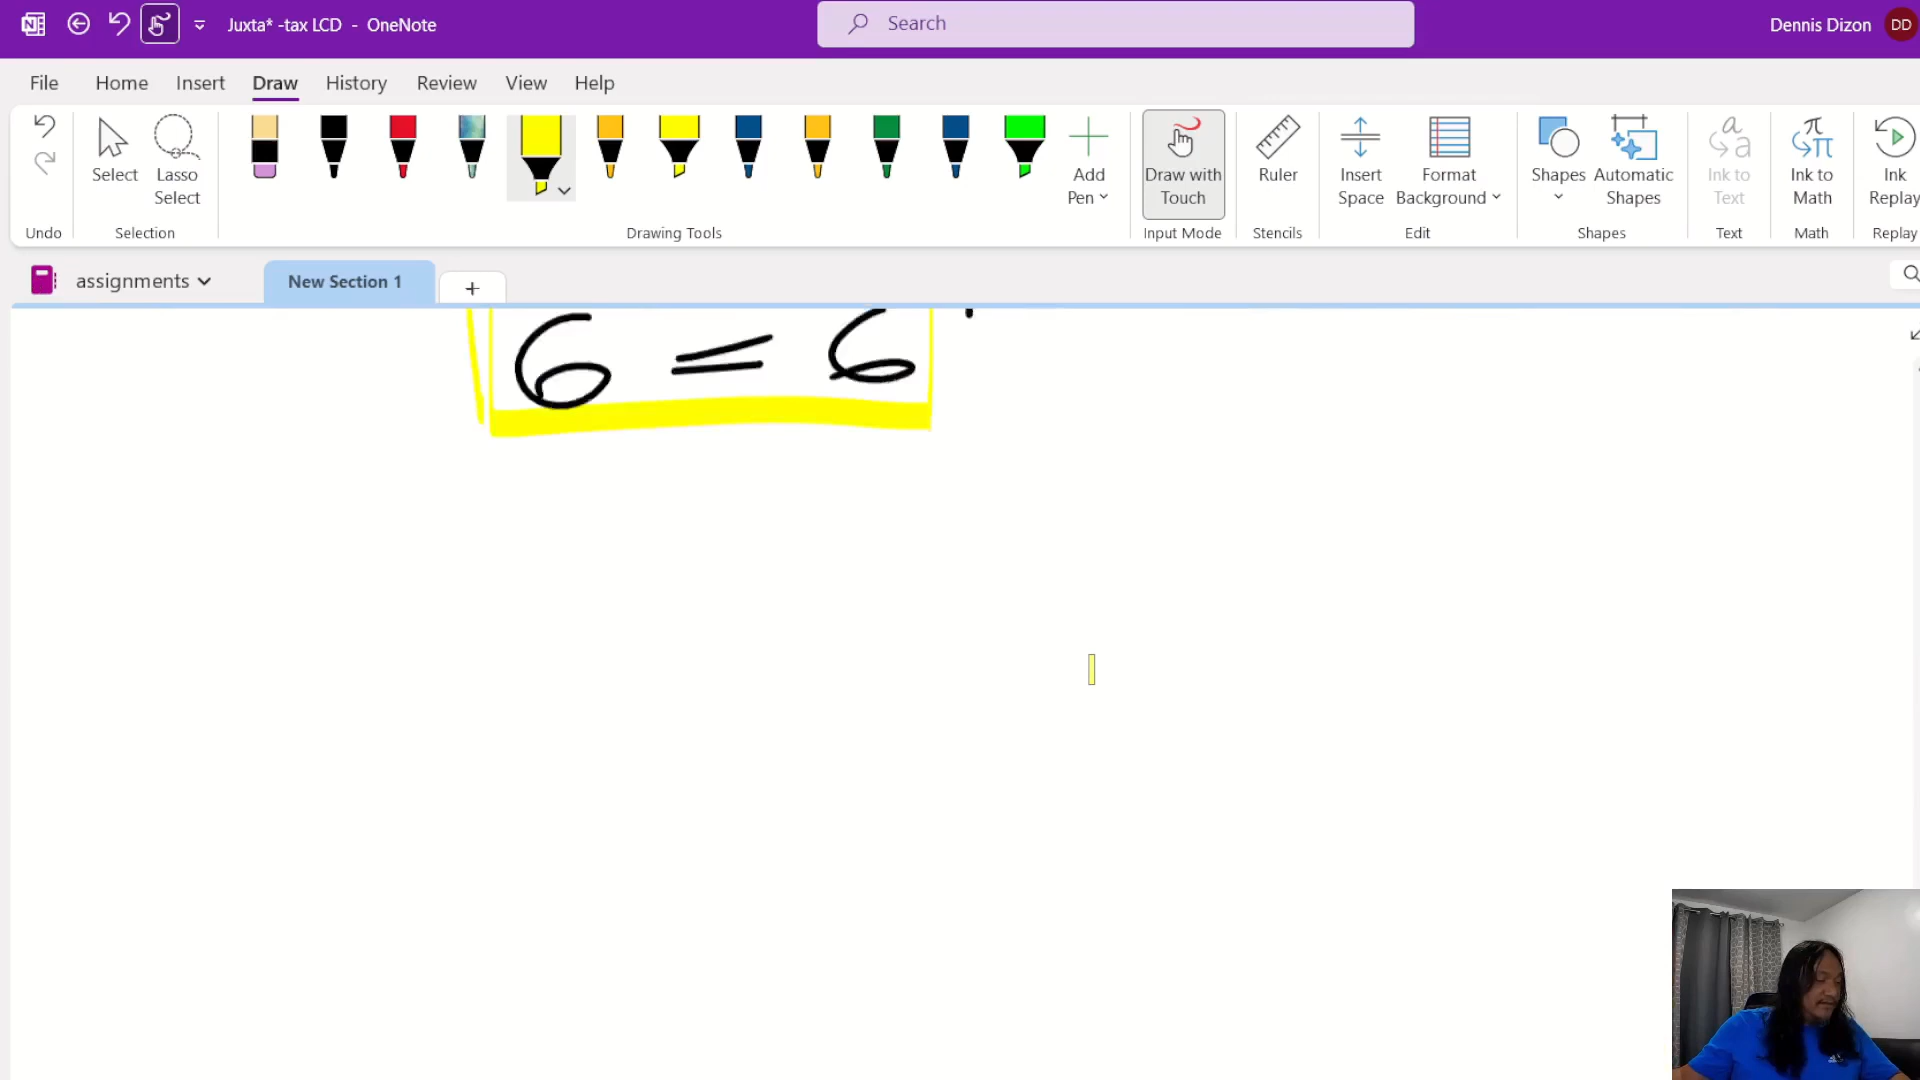 Juxta* -tax LCD - OneNote
Search
Dennis Dizon
DD
File
Home
Insert
Draw
History
Review
View
Help
Select
Lasso
Select
Add
Pen
Draw with
Touch
Ruler
Insert
Space
Format
Background
Shapes
Automatic
Shapes
Ink to
Text
Ink to
Math
Ink
Replay
Undo
Selection
Drawing Tools
Input Mode
Stencils
Edit
Shapes
Text
Math
Replay
assignments
New Section 1
+
6 = 6